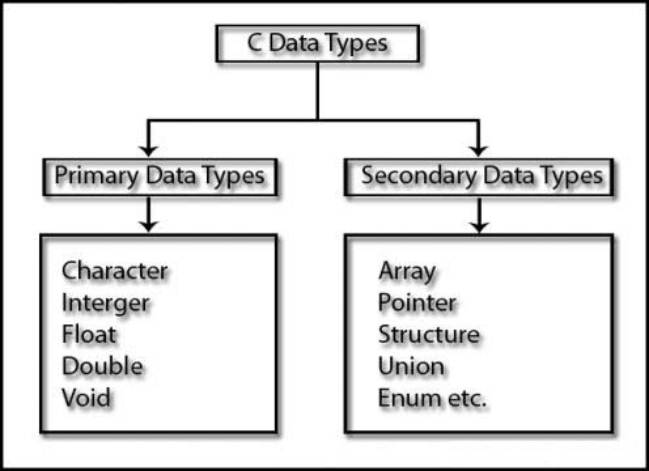 C Data Types
Primary Data Types
Secondary Data Types
Character
Interger
Float
Double
Void
Array
Pointer
Structure
Union
Enum etc.